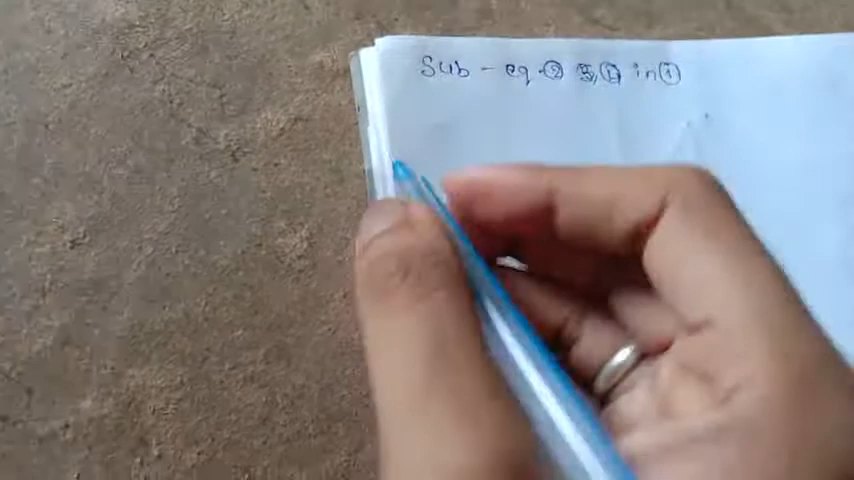 Sub - eq ② in ①